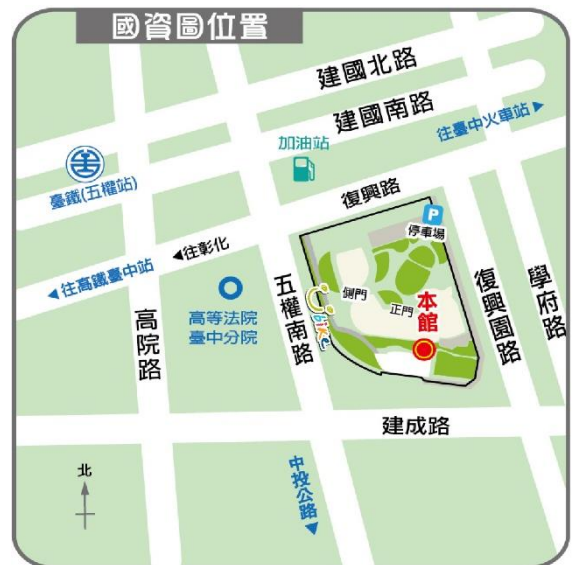 國資圖位置
建國北路
建國南路
往臺中火車站▶
加油站
臺鐵(五權站)
復興路
P
停車場
◀往彰化
◀往高鐵臺中站
高等法院
臺中分院
高院路
五權南路
Ubike
側門
正門
本館
復興園路
學府路
建成路
北
中投公路▶